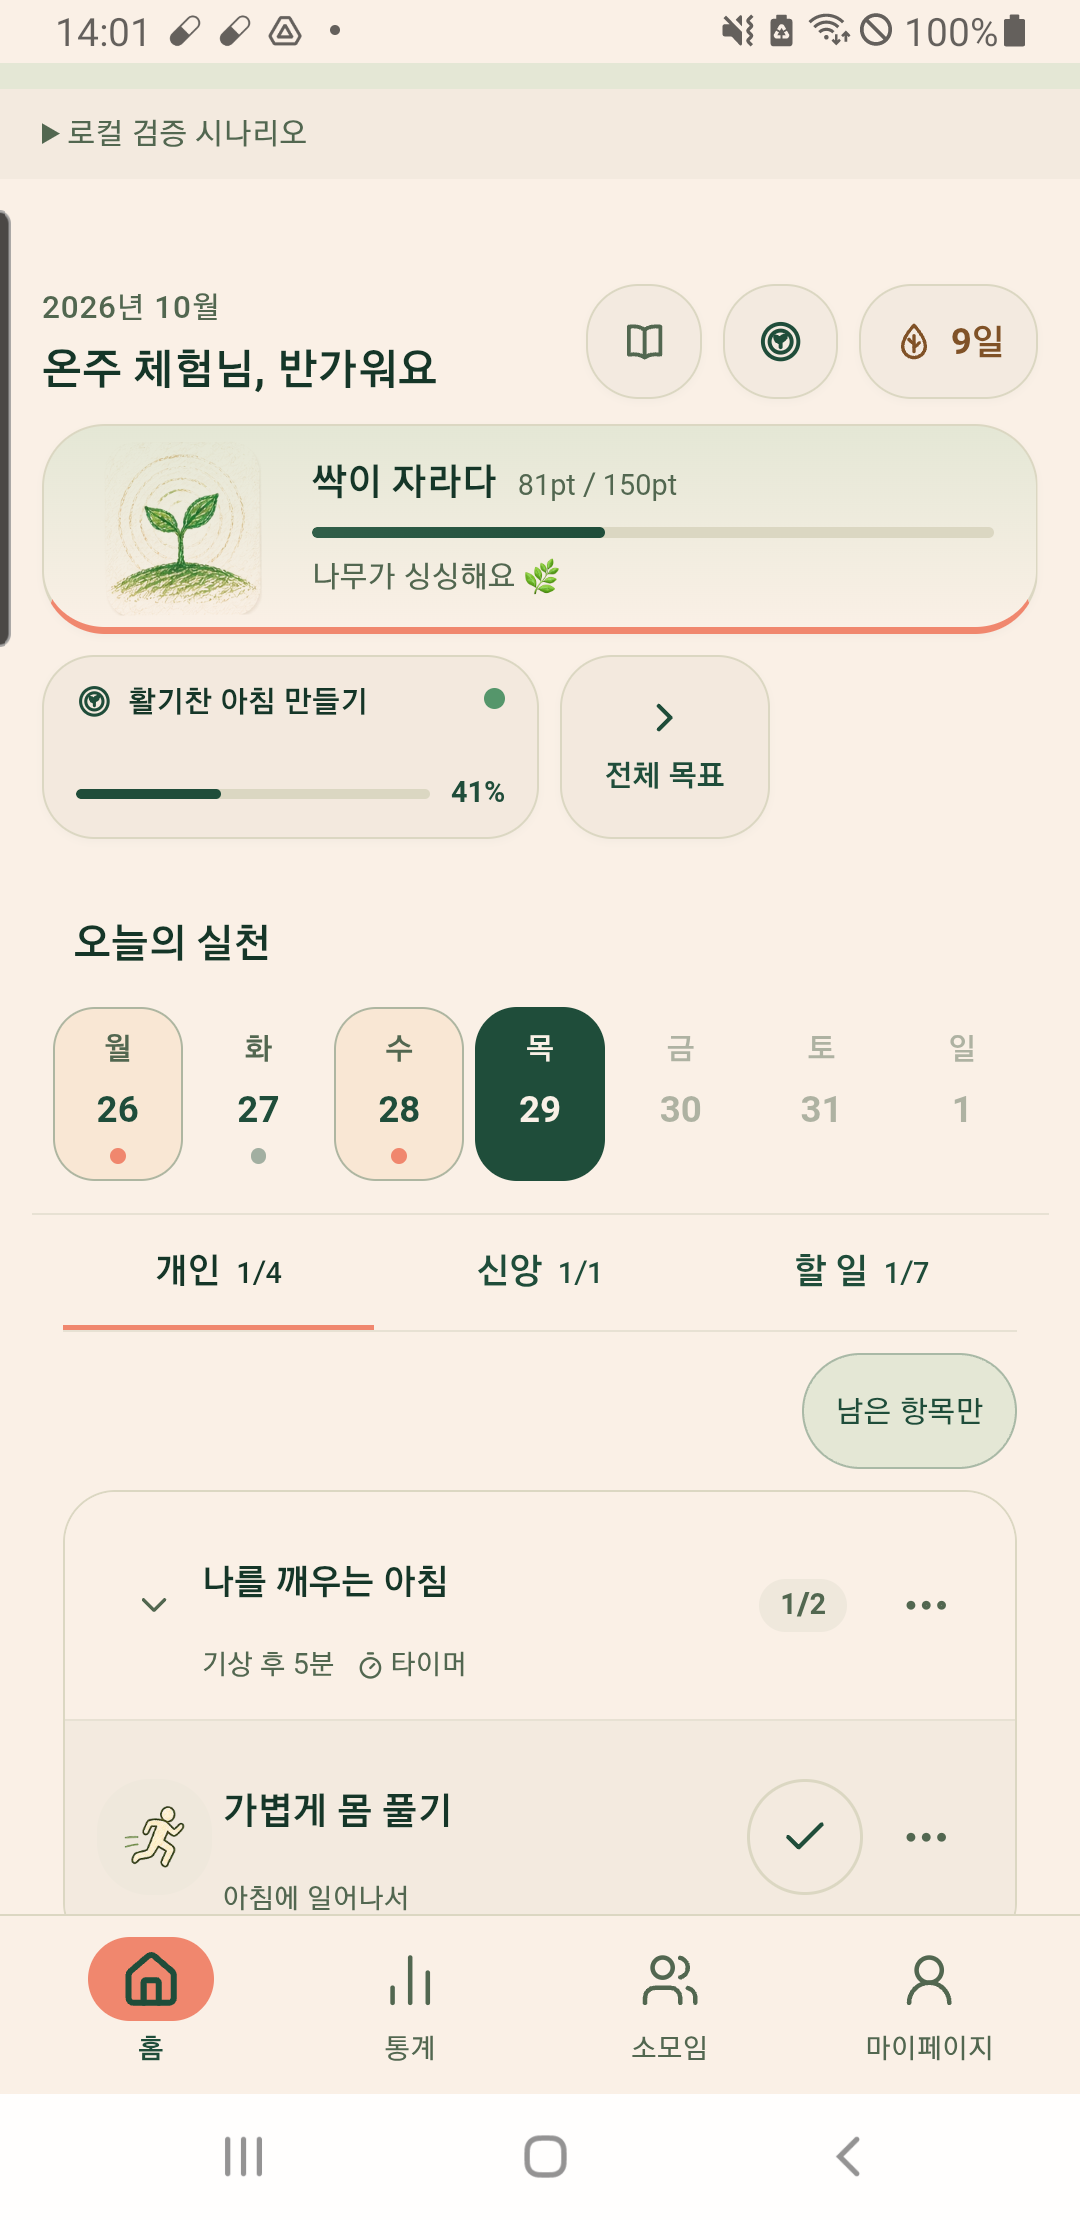 14:01
100%
로컬 검증 시나리오
2026년 10월
온주 체험님, 반가워요
9일
싹이 자라다 81pt / 150pt
나무가 싱싱해요 🌿
활기찬 아침 만들기
41%
전체 목표
오늘의 실천
월 화 수 목 금 토 일
26 27 28 29 30 31 1
개인 1/4 신앙 1/1 할 일 1/7
남은 항목만
나를 깨우는 아침
1/2
기상 후 5분 타이머
가볍게 몸 풀기
아침에 일어나서
홈 통계 소모임 마이페이지